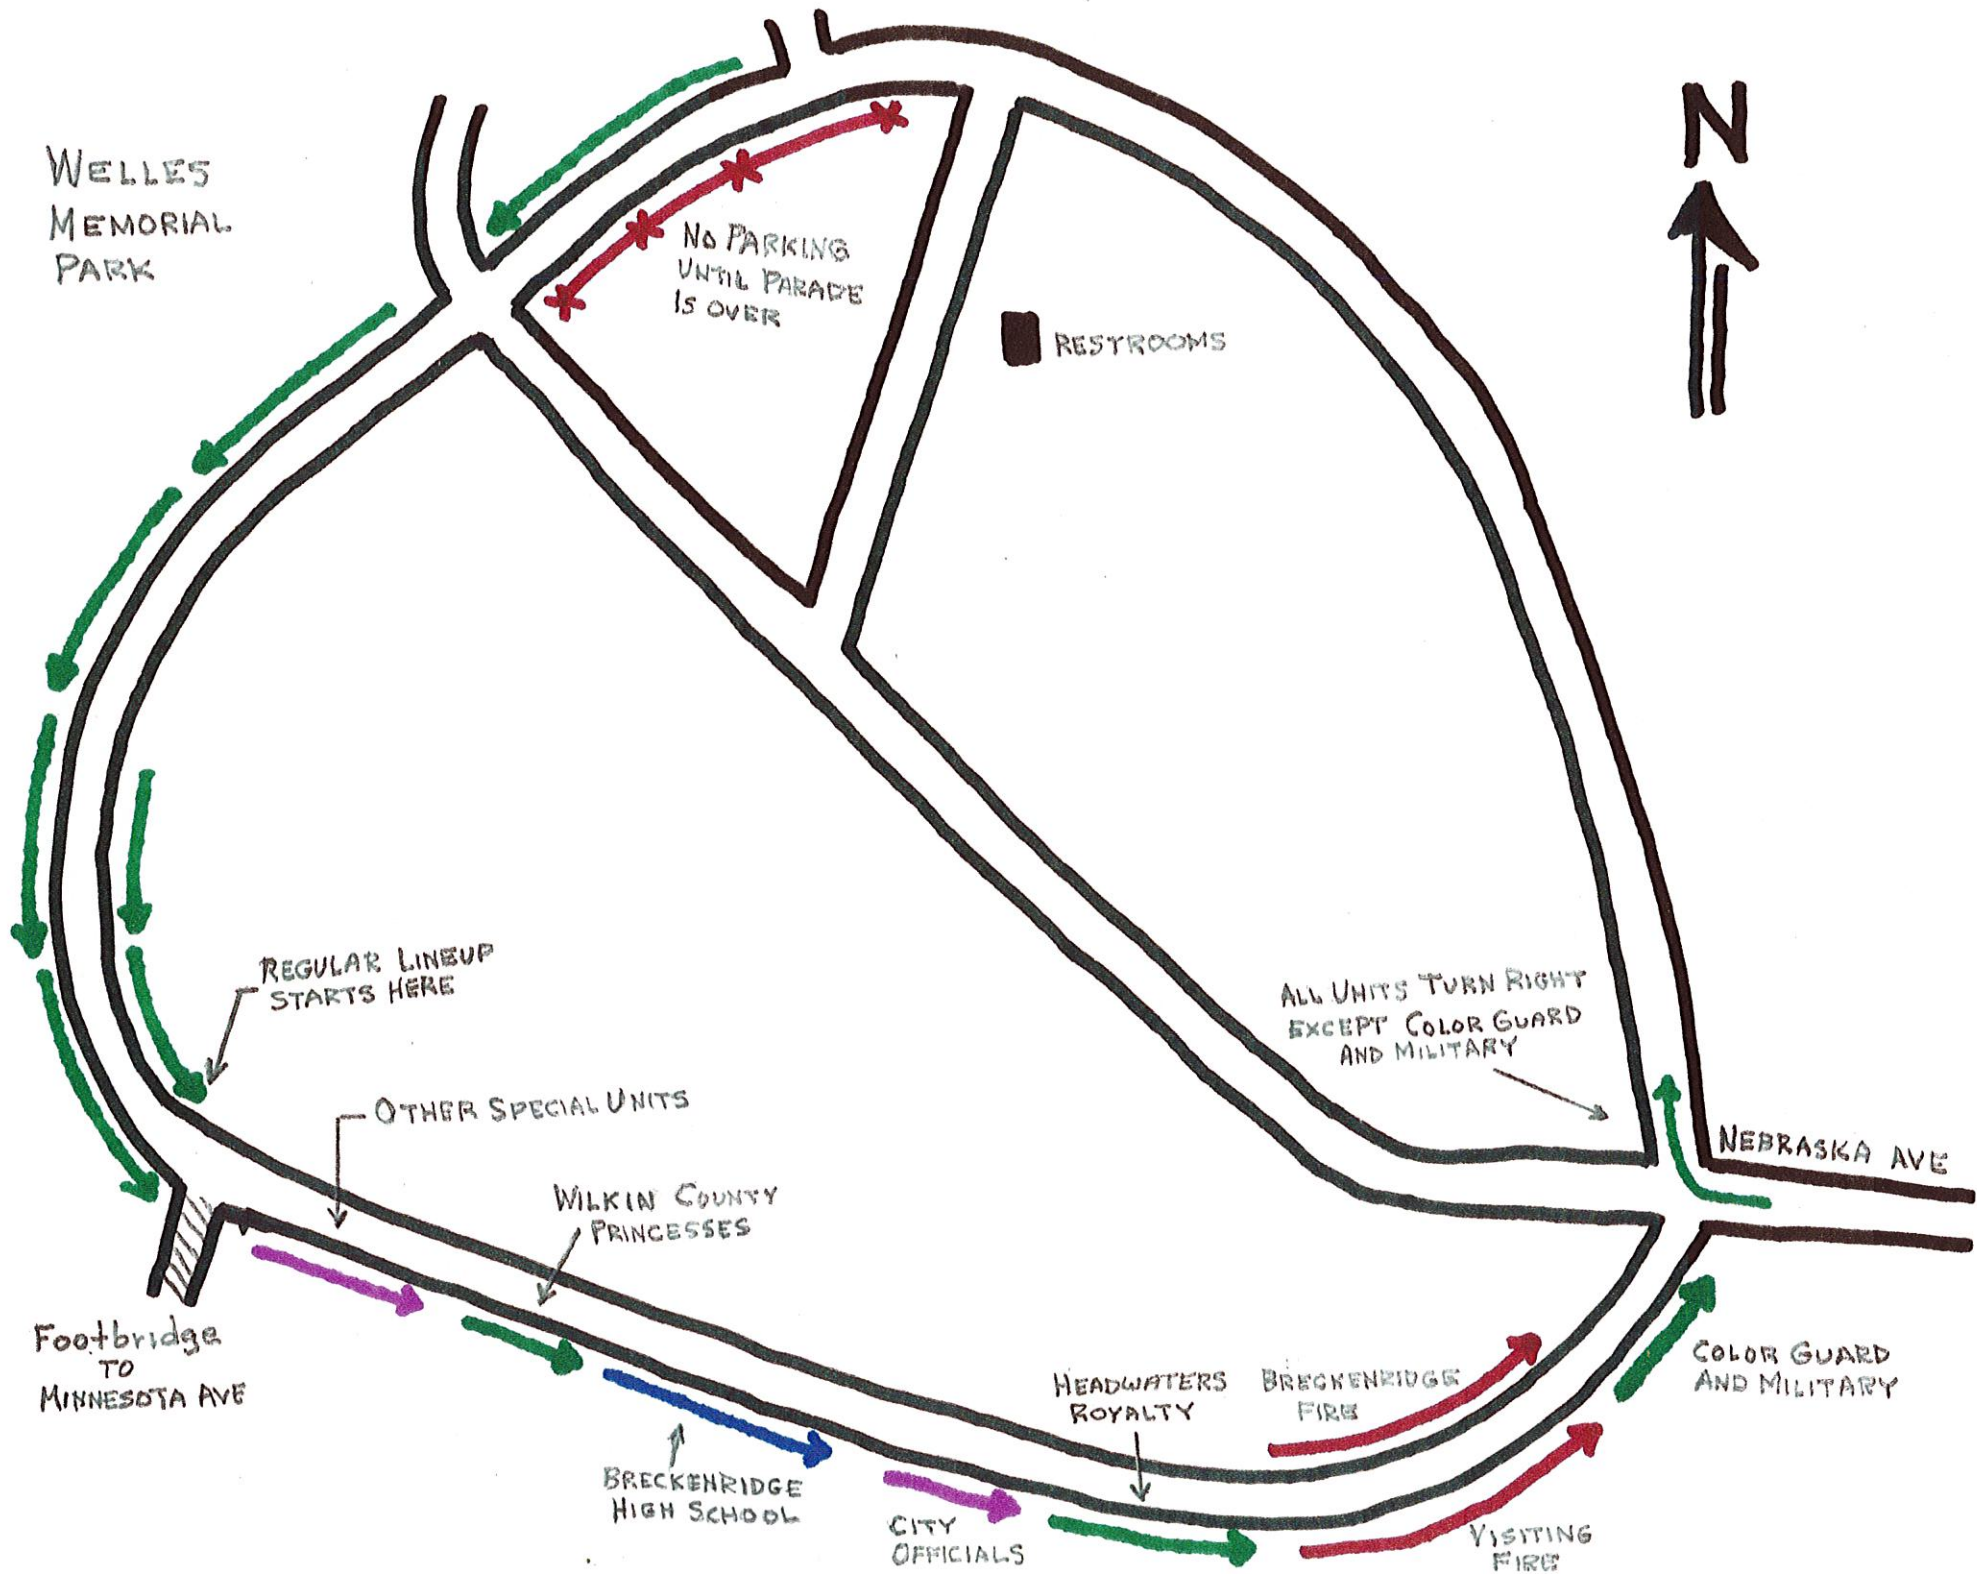 N
WELLES
MEMORIAL
PARK
NO PARKING
UNTIL PARADE
IS OVER
RESTROOMS
REGULAR LINEUP
STARTS HERE
ALL UNITS TURN RIGHT
EXCEPT COLOR GUARD
AND MILITARY
OTHER SPECIAL UNITS
NEBRASKA AVE
WILKIN COUNTY
PRINCESSES
Footbridge
TO
MINNESOTA AVE
HEADWATERS
ROYALTY
BRECKENRIDGE
FIRE
COLOR GUARD
AND MILITARY
BRECKENRIDGE
HIGH SCHOOL
CITY
OFFICIALS
VISITING
FIRE